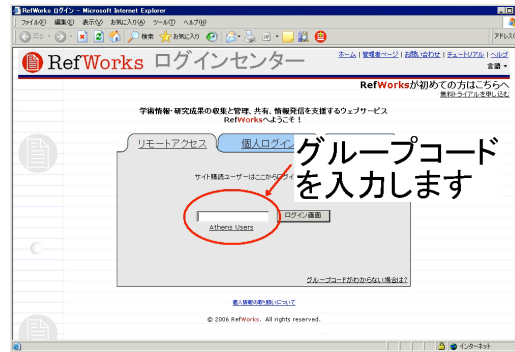 RefWorks ログイン - Microsoft Internet Explorer
ファイル(F) 編集(E) 表示(V) お気に入り(A) ツール(T) ヘルプ(H)
戻る 検索 お気に入り アドレス(
RefWorks ログインセンター
ホーム | 管理者ページ | お問い合わせ | チュートリアル | ヘルプ
言語
RefWorksが初めての方はこちらへ
無料トライアルを申し込む
学術情報・研究成果の収集と管理、共有、情報発信を支援するウェブサービス
RefWorksへようこそ!
リモートアクセス 個人ログイン
グループコード
を入力します
サイト購読ユーザーはここからログイ
ログイン画面
Athens Users
グループコードがわからない場合は?
個人情報の取り扱いについて
© 2006 RefWorks. All rights reserved.
インターネット